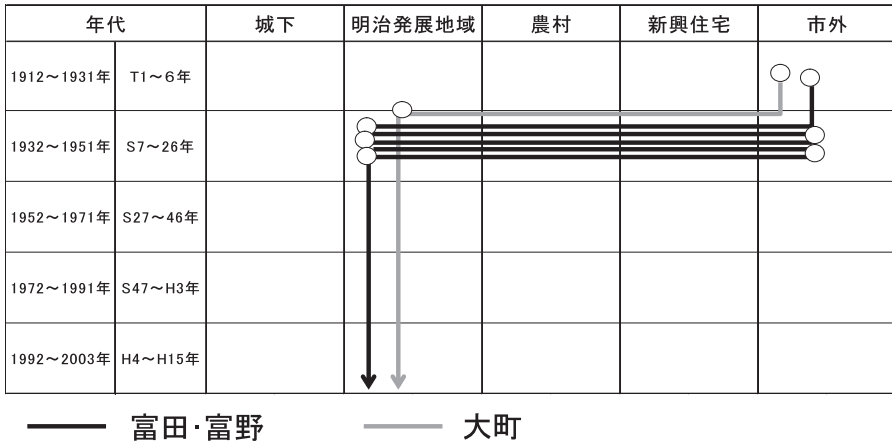 年代 城下 明治発展地域 農村 新興住宅 市外
1912～1931年 T1～6年
1932～1951年 S7～26年
1952～1971年 S27～46年
1972～1991年 S47～H3年
1992～2003年 H4～H15年
富田・富野 大町